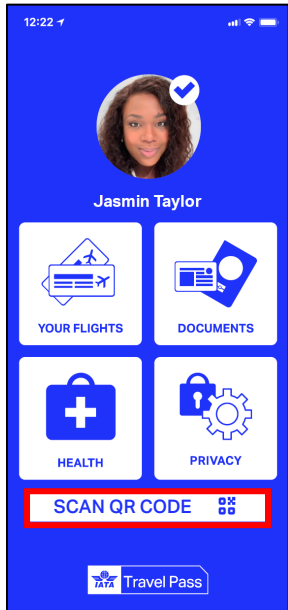 12:22
Jasmin Taylor
YOUR FLIGHTS
DOCUMENTS
HEALTH
PRIVACY
SCAN QR CODE
IATA Travel Pass